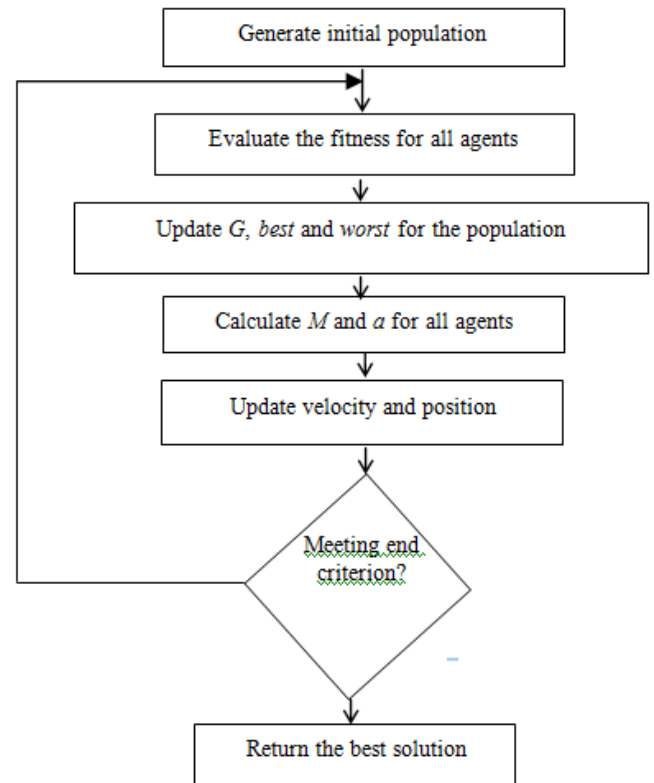 Generate initial population
Evaluate the fitness for all agents
Update G, best and worst for the population
Calculate M and a for all agents
Update velocity and position
Meeting end
criterion?
Return the best solution